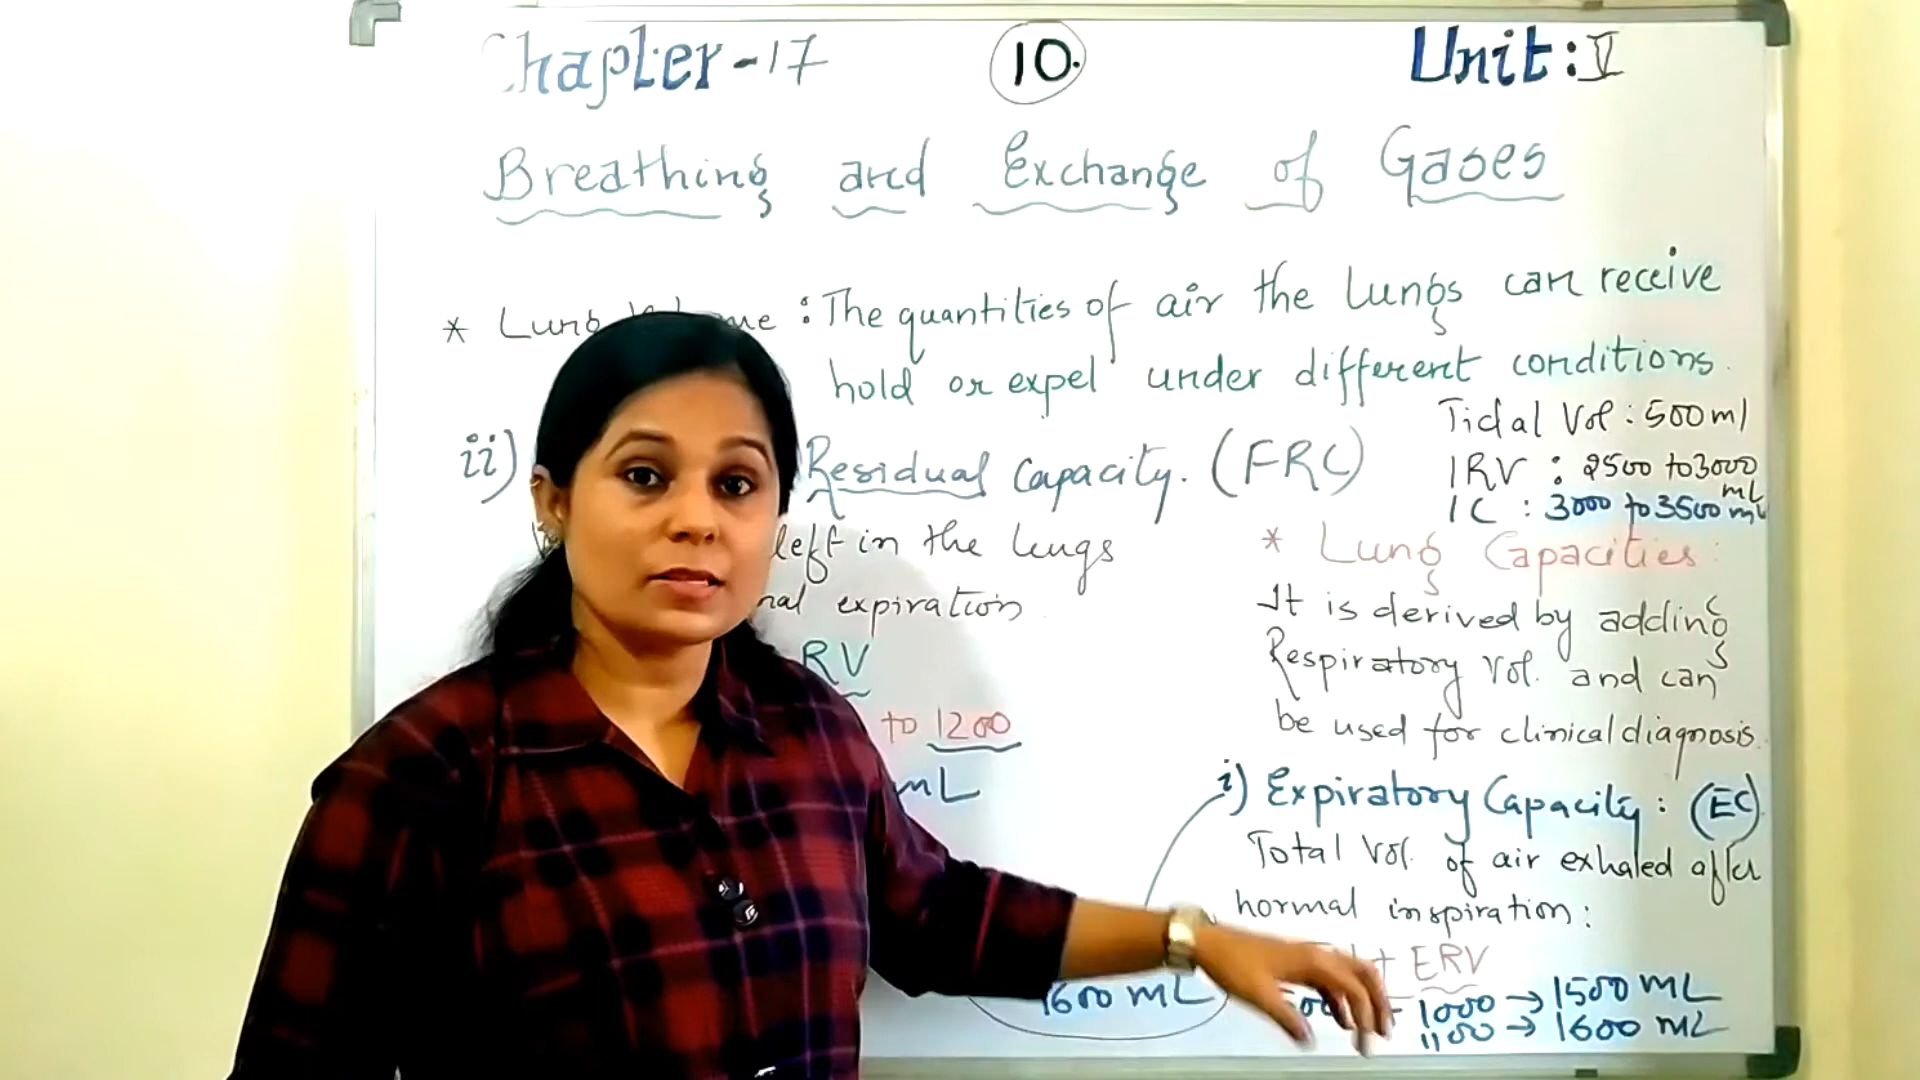 Chapter-17
10.
Unit: V
Breathing and Exchange of Gases
* Lung Volume : The quantities of air the Lungs can receive
hold or expel under different conditions.
Tidal Vol : 500ml
IRV : 2500 to 3000 mL
IC : 3000 to 3500 mL
ii) Residual Capacity. (FRC)
left in the lungs
expiration
RV
to 1200
mL
* Lung Capacities:
It is derived by adding
Respiratory Vol. and can
be used for clinical diagnosis.
i) Expiratory Capacity: (EC)
Total Vol. of air exhaled after
normal inspiration:
+ ERV
1000 → 1500 mL
1100 → 1600 mL
1600 mL